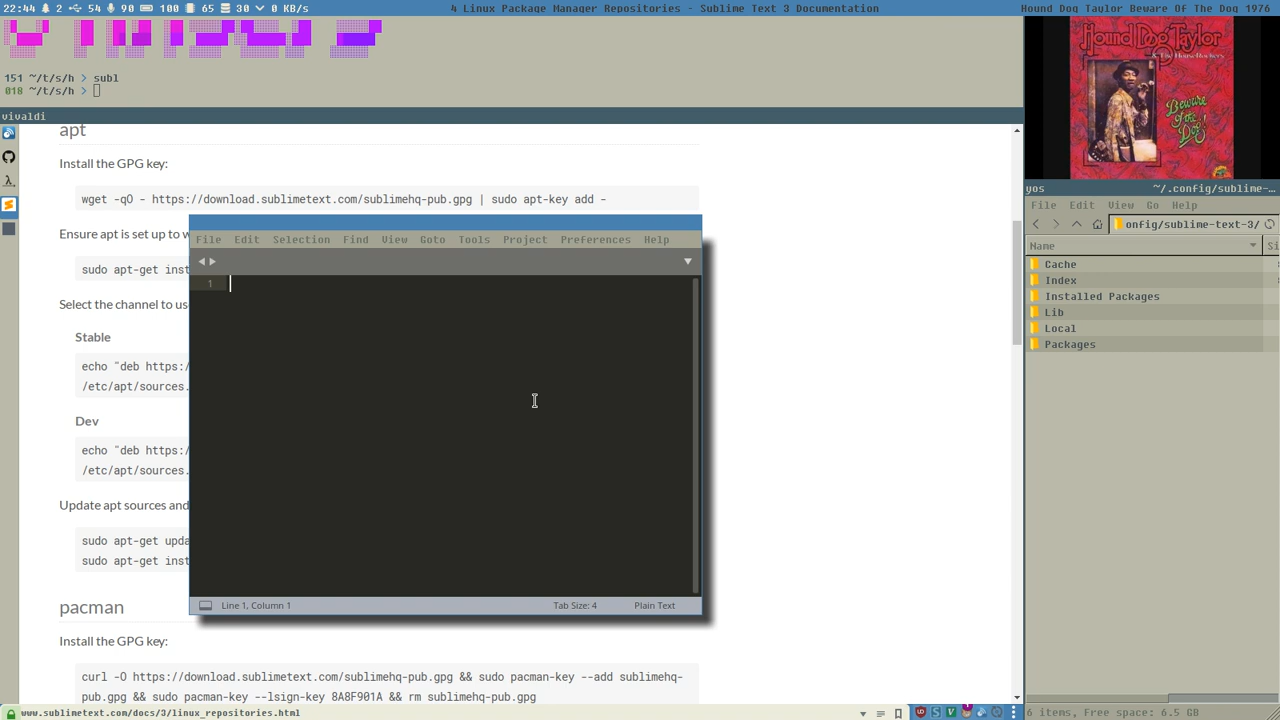 22:44 2 54 90 100 65 30 0 KB/s
4 Linux Package Manager Repositories - Sublime Text 3 Documentation
Hound Dog Taylor Beware Of The Dog 1976
151 ~/t/s/h > subl
018 ~/t/s/h >
vivaldi
apt
Install the GPG key:
wget -qO - https://download.sublimetext.com/sublimehq-pub.gpg | sudo apt-key add -
Ensure apt is set up to w
sudo apt-get inst
Select the channel to us
Stable
echo "deb https:/
/etc/apt/sources.
Dev
echo "deb https:/
/etc/apt/sources.
Update apt sources and
sudo apt-get upda
sudo apt-get inst
pacman
Install the GPG key:
curl -O https://download.sublimetext.com/sublimehq-pub.gpg && sudo pacman-key --add sublimehq-
pub.gpg && sudo pacman-key --lsign-key 8A8F901A && rm sublimehq-pub.gpg
www.sublimetext.com/docs/3/linux_repositories.html
File Edit Selection Find View Goto Tools Project Preferences Help
1
Line 1, Column 1 Tab Size: 4 Plain Text
Hound Dog Taylor
& The HouseRockers
Beware
of the
Dog!
yos ~/.config/sublime-...
File Edit View Go Help
onfig/sublime-text-3/
Name Si
Cache
Index
Installed Packages
Lib
Local
Packages
6 items, Free space: 6.5 GB